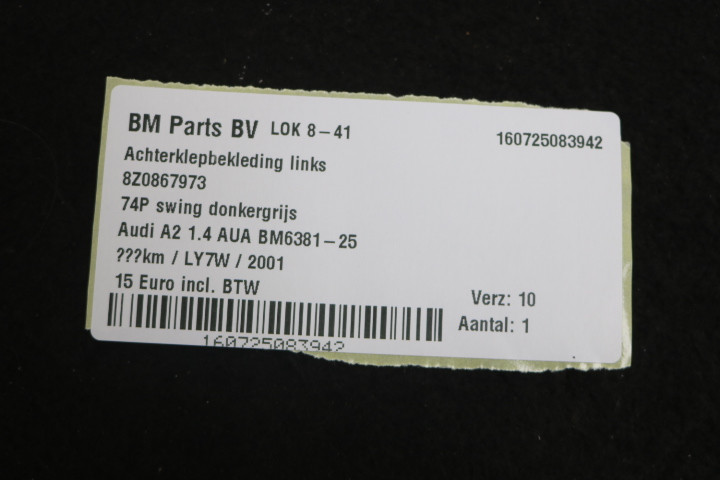 BM Parts BV LOK 8-41 160725083942
Achterklepbekleding links
8Z0867973
74P swing donkergrijs
Audi A2 1.4 AUA BM6381-25
???km / LY7W / 2001
15 Euro incl. BTW
Verz: 10
Aantal: 1
160725083942